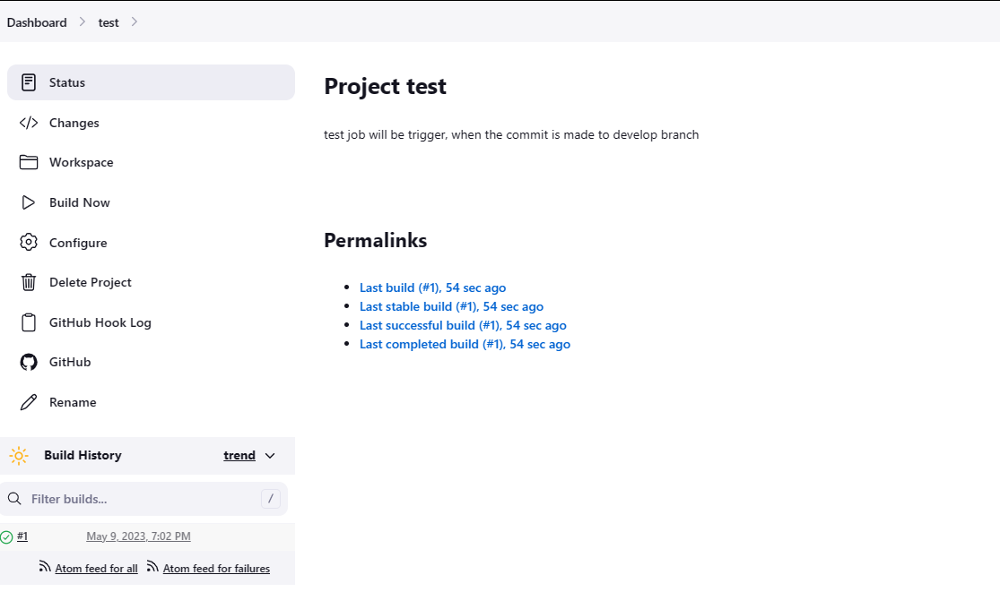 Dashboard > test >
Status
Changes
Workspace
Build Now
Configure
Delete Project
GitHub Hook Log
GitHub
Rename
Build History trend
Filter builds... /
#1 May 9, 2023, 7:02 PM
Atom feed for all Atom feed for failures
Project test
test job will be trigger, when the commit is made to develop branch
Permalinks
• Last build (#1), 54 sec ago
• Last stable build (#1), 54 sec ago
• Last successful build (#1), 54 sec ago
• Last completed build (#1), 54 sec ago